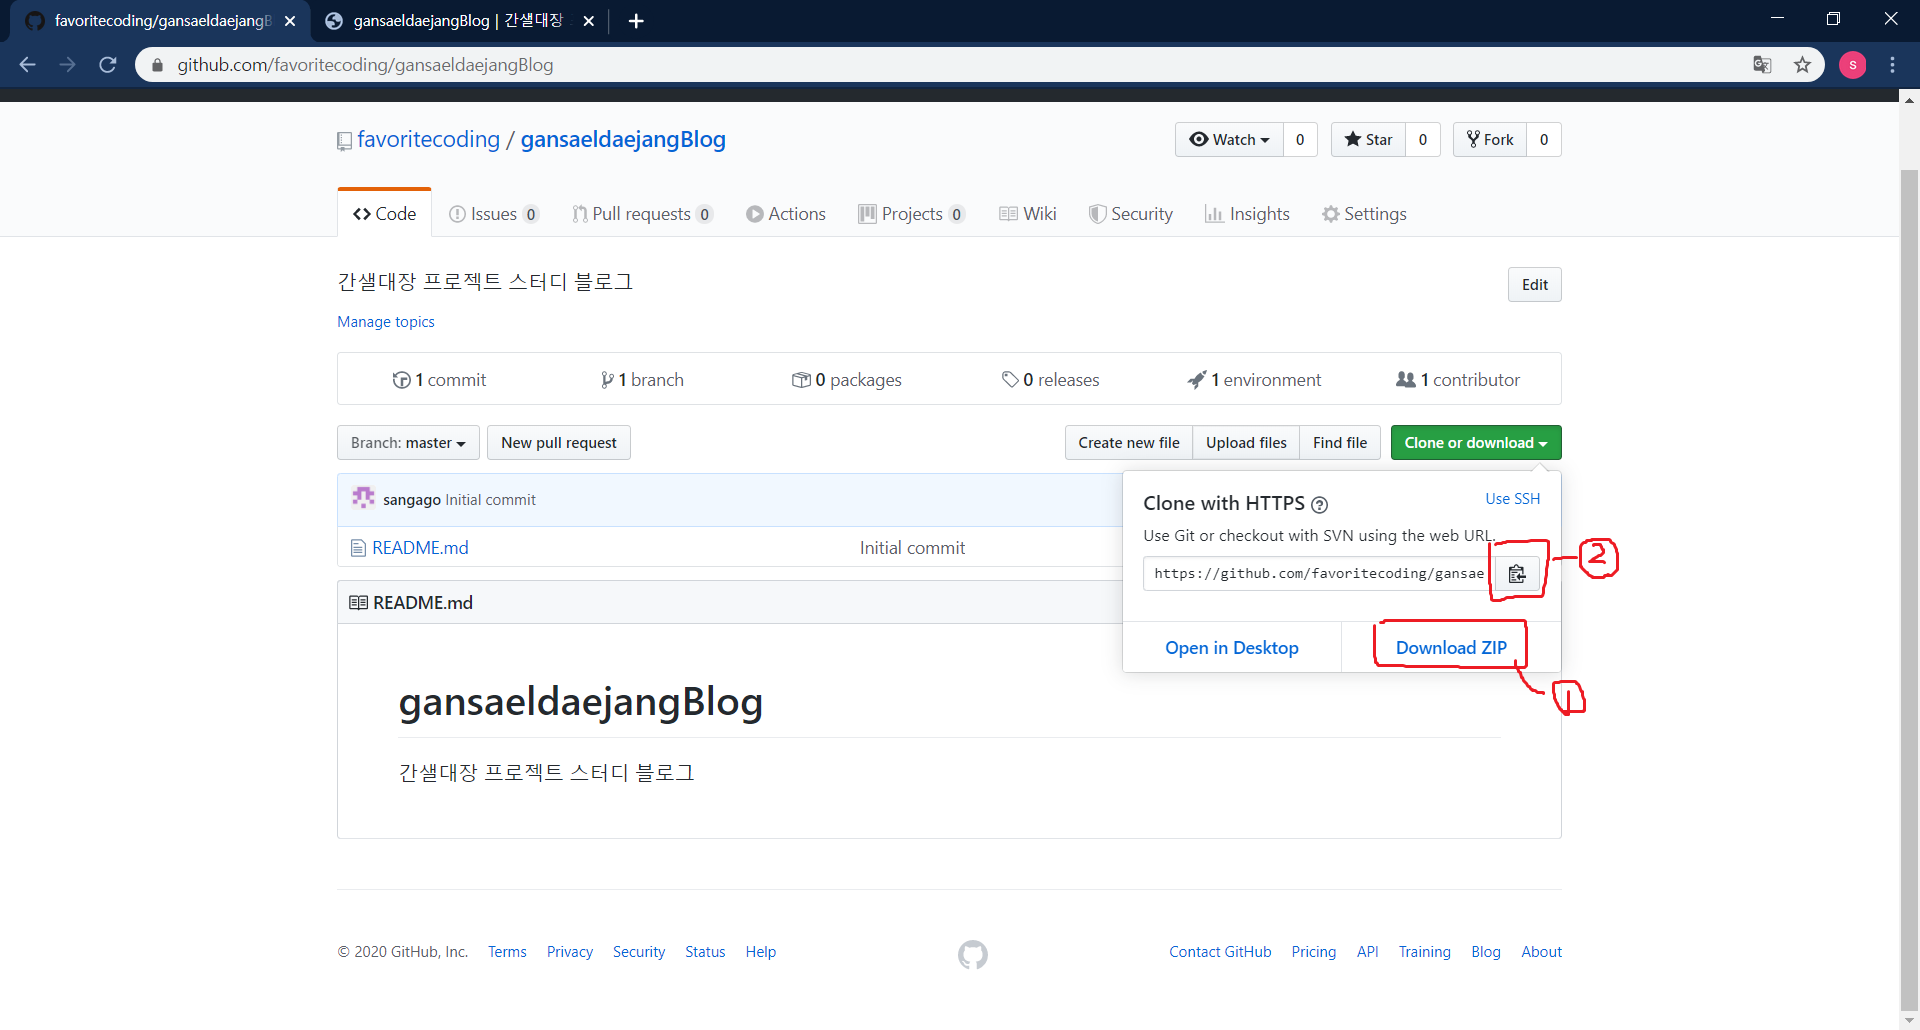 favoritecoding/gansaeldaejangB
gansaeldaejangBlog | 간샐대장
github.com/favoritecoding/gansaeldaejangBlog
s
favoritecoding / gansaeldaejangBlog
Watch 0
Star 0
Fork 0
Code
Issues 0
Pull requests 0
Actions
Projects 0
Wiki
Security
Insights
Settings
간샐대장 프로젝트 스터디 블로그
Edit
Manage topics
1 commit
1 branch
0 packages
0 releases
1 environment
1 contributor
Branch: master
New pull request
Create new file
Upload files
Find file
Clone or download
sangago Initial commit
Clone with HTTPS
Use SSH
Use Git or checkout with SVN using the web URL.
README.md
Initial commit
https://github.com/favoritecoding/gansae
2
README.md
Open in Desktop
Download ZIP
1
gansaeldaejangBlog
간샐대장 프로젝트 스터디 블로그
© 2020 GitHub, Inc.
Terms
Privacy
Security
Status
Help
Contact GitHub
Pricing
API
Training
Blog
About